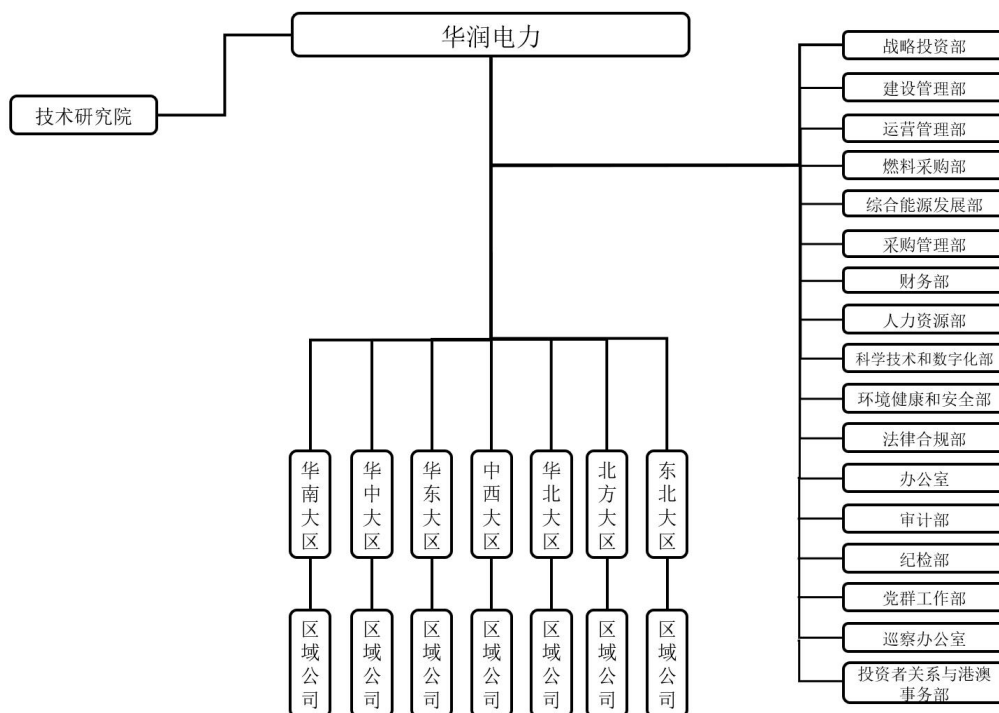 华润电力
技术研究院
战略投资部
建设管理部
运营管理部
燃料采购部
综合能源发展部
采购管理部
财务部
人力资源部
科学技术和数字化部
环境健康和安全部
法律合规部
办公室
审计部
纪检部
党群工作部
巡察办公室
投资者关系与港澳
事务部
华南大区
华中大区
华东大区
中西大区
华北大区
北方大区
东北大区
区域公司
区域公司
区域公司
区域公司
区域公司
区域公司
区域公司